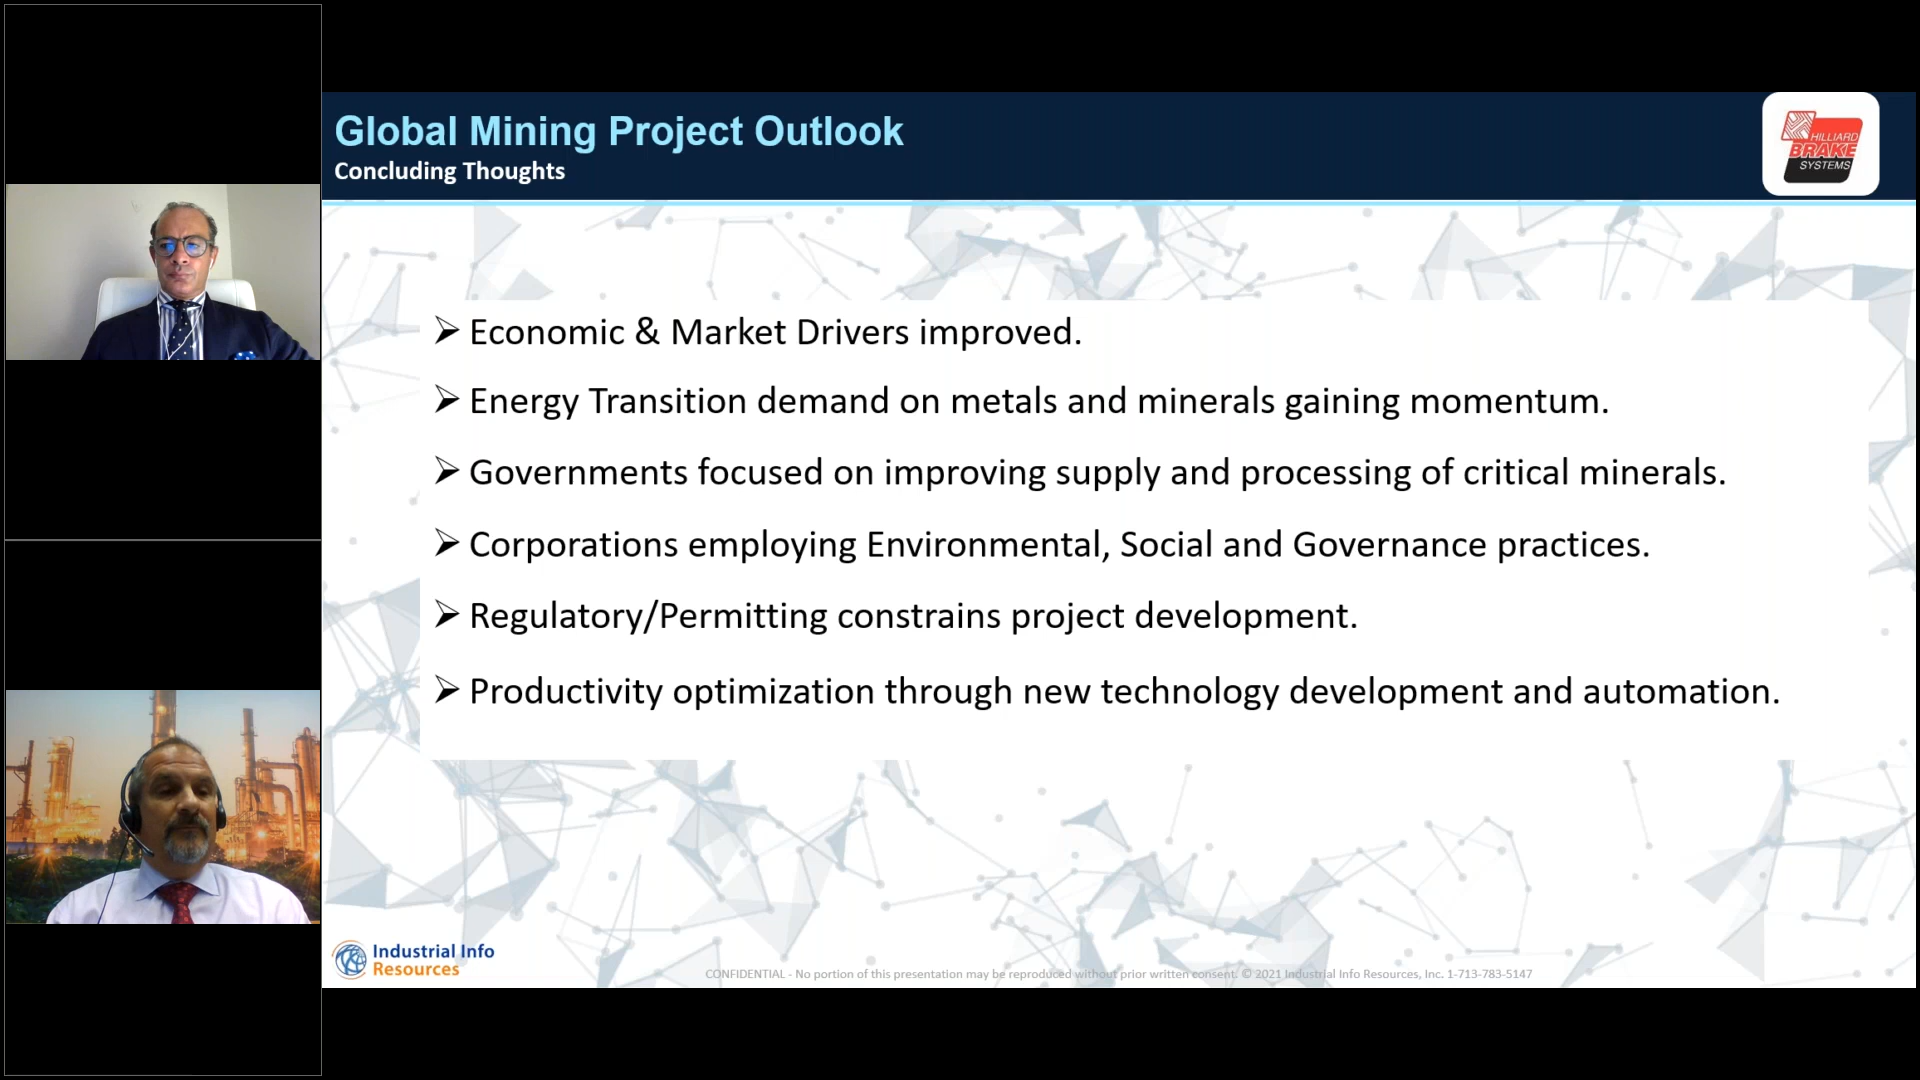 Global Mining Project Outlook
Concluding Thoughts
HILLIARD
BRAKE
SYSTEMS
➢ Economic & Market Drivers improved.
➢ Energy Transition demand on metals and minerals gaining momentum.
➢ Governments focused on improving supply and processing of critical minerals.
➢ Corporations employing Environmental, Social and Governance practices.
➢ Regulatory/Permitting constrains project development.
➢ Productivity optimization through new technology development and automation.
Industrial Info
Resources
CONFIDENTIAL - No portion of this presentation may be reproduced without prior written consent. © 2021 Industrial Info Resources, Inc. 1-713-783-5147